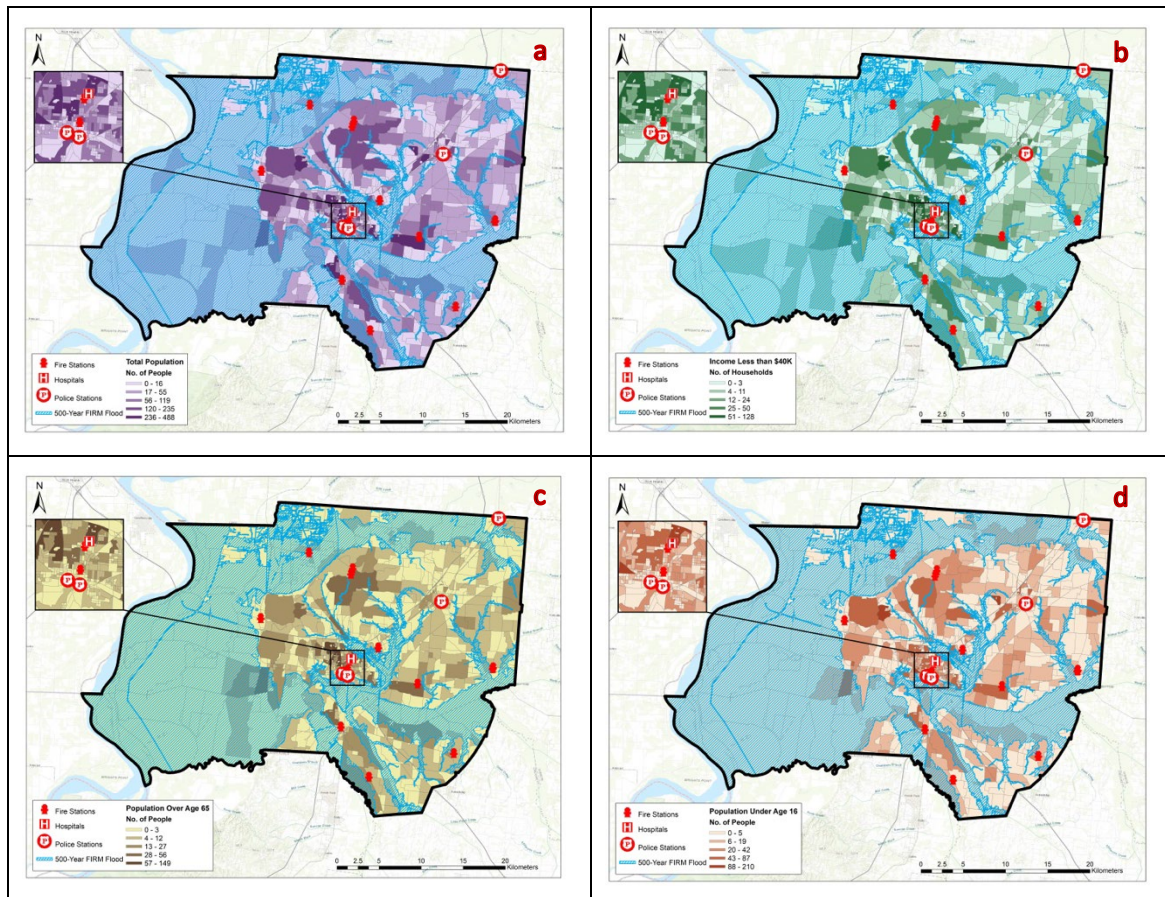 a
N
H
P
P
P
P
H
P
Fire Stations
Hospitals
Police Stations
500-Year FIRM Flood
Total Population
No. of People
0 - 16
17 - 55
56 - 119
120 - 235
236 - 488
0 2.5 5 10 15 20
Kilometers
b
N
H
P
P
P
P
H
P
Fire Stations
Hospitals
Police Stations
500-Year FIRM Flood
Income Less than $40K
No. of Households
0 - 3
4 - 11
12 - 24
25 - 50
51 - 128
0 2.5 5 10 15 20
Kilometers
c
N
H
P
P
P
P
H
P
Fire Stations
Hospitals
Police Stations
500-Year FIRM Flood
Population Over Age 65
No. of People
0 - 3
4 - 12
13 - 27
28 - 56
57 - 149
0 2.5 5 10 15 20
Kilometers
d
N
H
P
P
P
P
H
P
Fire Stations
Hospitals
Police Stations
500-Year FIRM Flood
Population Under Age 16
No. of People
0 - 5
6 - 19
20 - 42
43 - 87
88 - 210
0 2.5 5 10 15 20
Kilometers